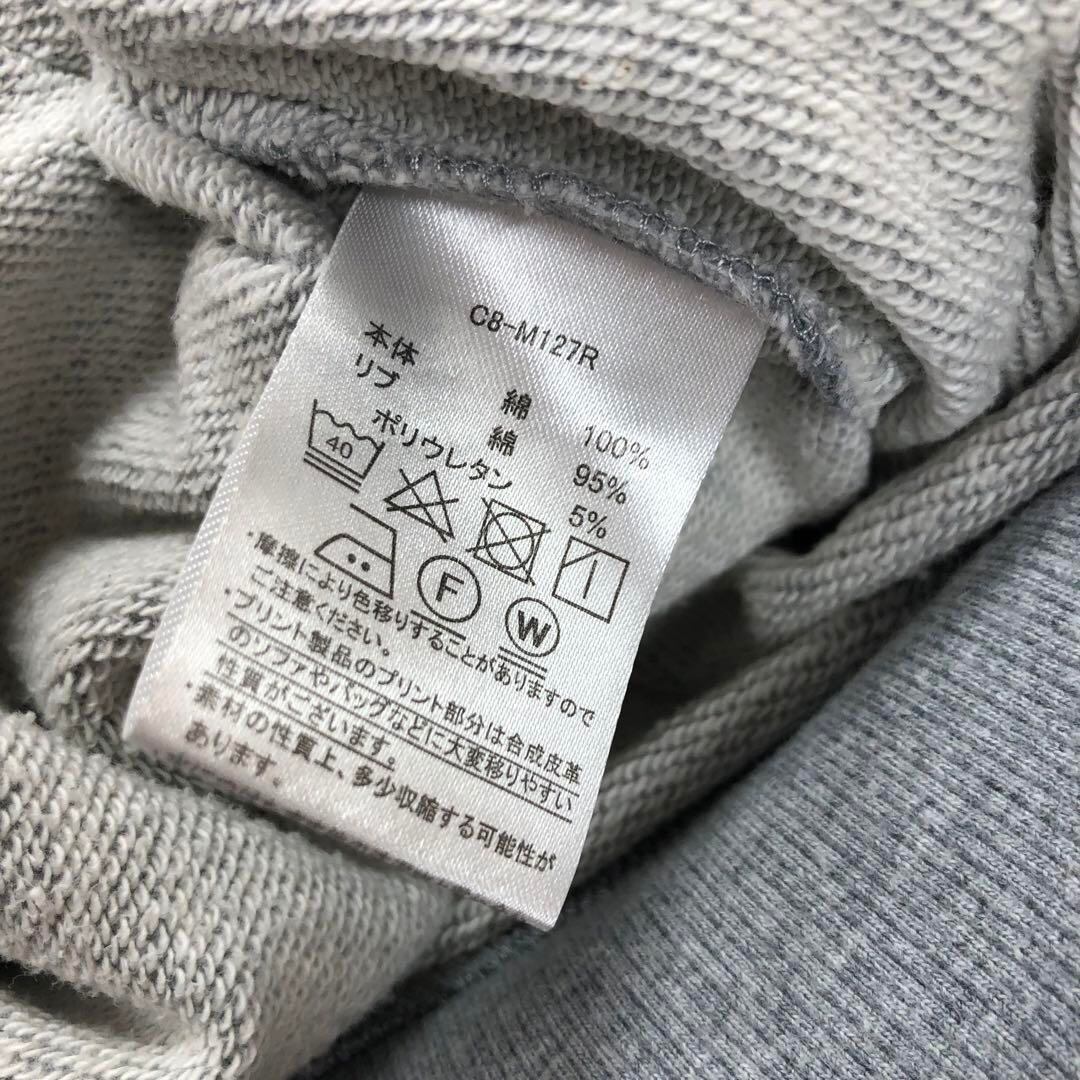 C8-M127R
本体 綿 100%
リブ 綿 95%
ポリウレタン 5%
40
F W
・摩擦により色移りすることがありますので
ご注意ください。
・プリント製品のプリント部分は合成皮革
のソファやバッグなどに大変移りやすい
性質がございます。
・素材の性質上、多少収縮する可能性が
あります。